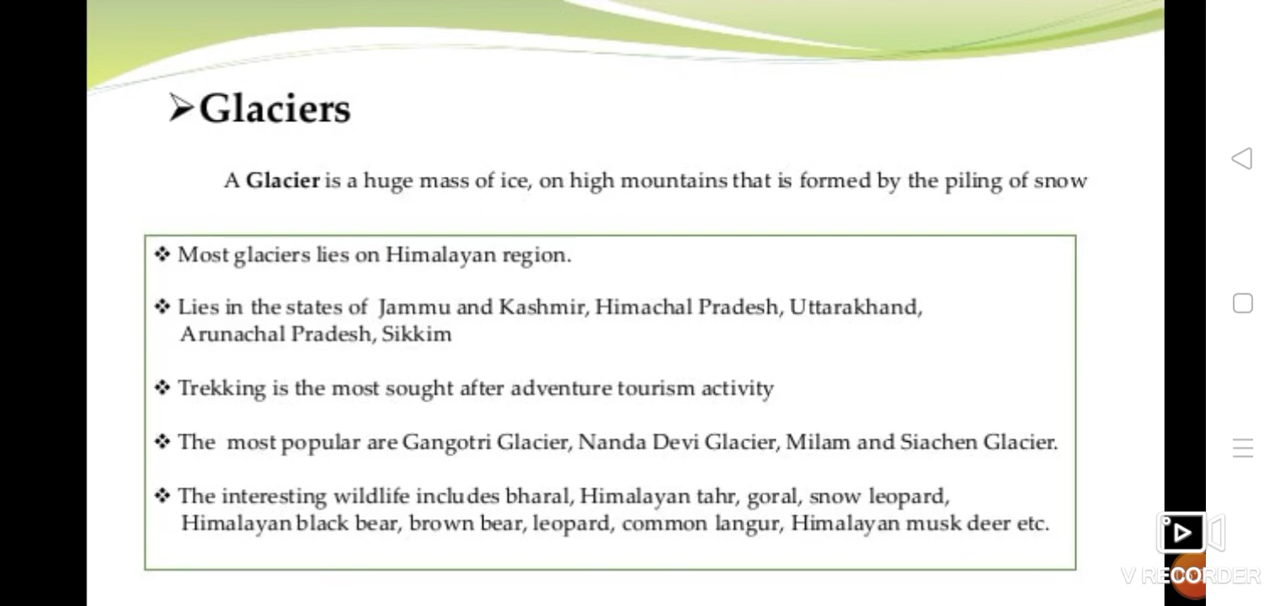 ➢Glaciers
A Glacier is a huge mass of ice, on high mountains that is formed by the piling of snow
❖ Most glaciers lies on Himalayan region.
❖ Lies in the states of Jammu and Kashmir, Himachal Pradesh, Uttarakhand,
Arunachal Pradesh, Sikkim
❖ Trekking is the most sought after adventure tourism activity
❖ The most popular are Gangotri Glacier, Nanda Devi Glacier, Milam and Siachen Glacier.
❖ The interesting wildlife includes bharal, Himalayan tahr, goral, snow leopard,
Himalayan black bear, brown bear, leopard, common langur, Himalayan musk deer etc.
V RECORDER